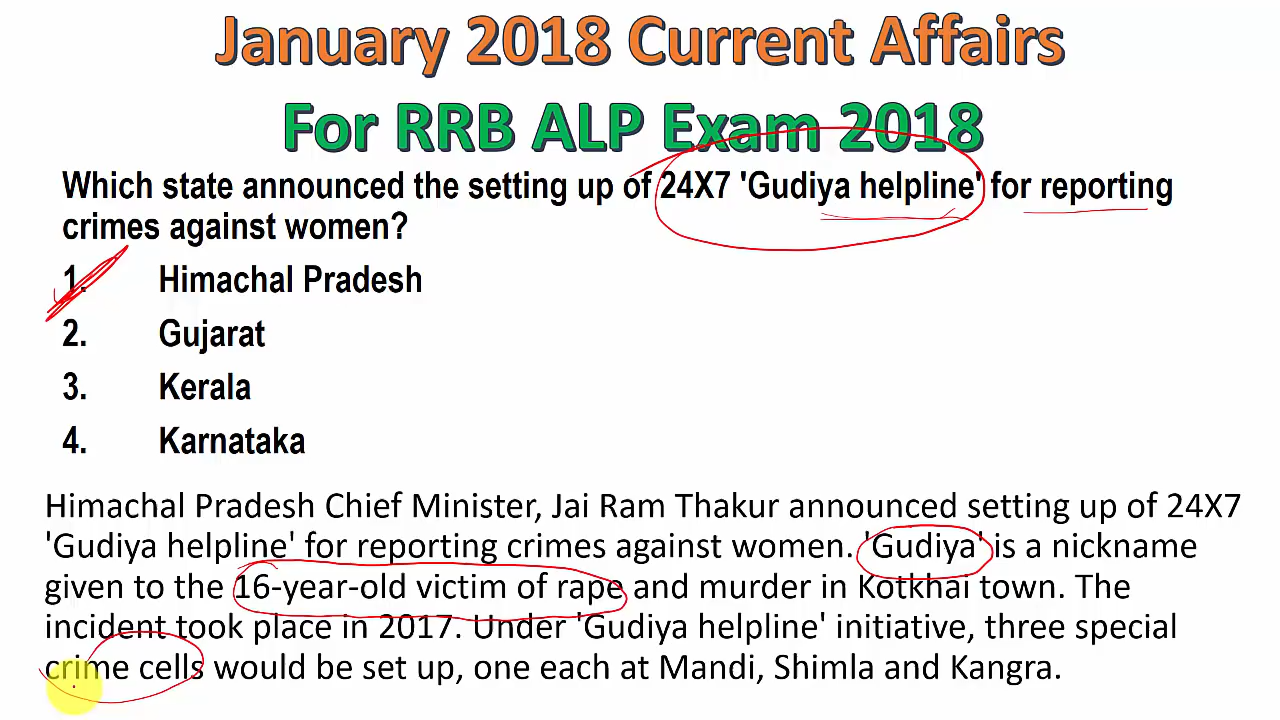 January 2018 Current Affairs
For RRB ALP Exam 2018
Which state announced the setting up of 24X7 'Gudiya helpline' for reporting
crimes against women?
1. Himachal Pradesh
2. Gujarat
3. Kerala
4. Karnataka
Himachal Pradesh Chief Minister, Jai Ram Thakur announced setting up of 24X7
'Gudiya helpline' for reporting crimes against women. 'Gudiya' is a nickname
given to the 16-year-old victim of rape and murder in Kotkhai town. The
incident took place in 2017. Under 'Gudiya helpline' initiative, three special
crime cells would be set up, one each at Mandi, Shimla and Kangra.